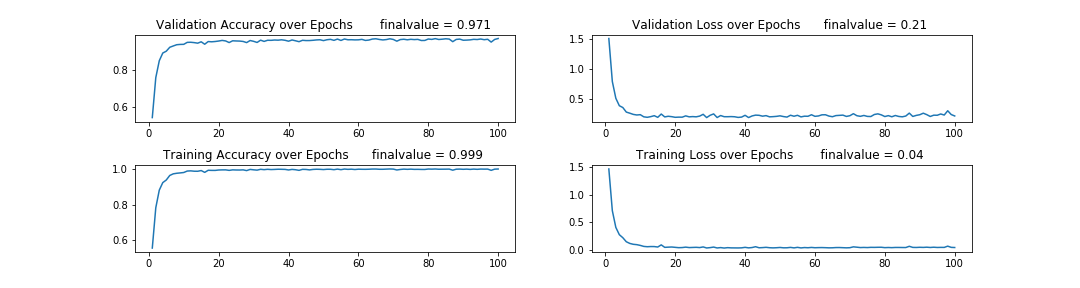 Validation Accuracy over Epochs finalvalue = 0.971
0.8
0.6
0 20 40 60 80 100
Validation Loss over Epochs finalvalue = 0.21
1.5
1.0
0.5
0 20 40 60 80 100
Training Accuracy over Epochs finalvalue = 0.999
1.0
0.8
0.6
0 20 40 60 80 100
Training Loss over Epochs finalvalue = 0.04
1.5
1.0
0.5
0.0
0 20 40 60 80 100